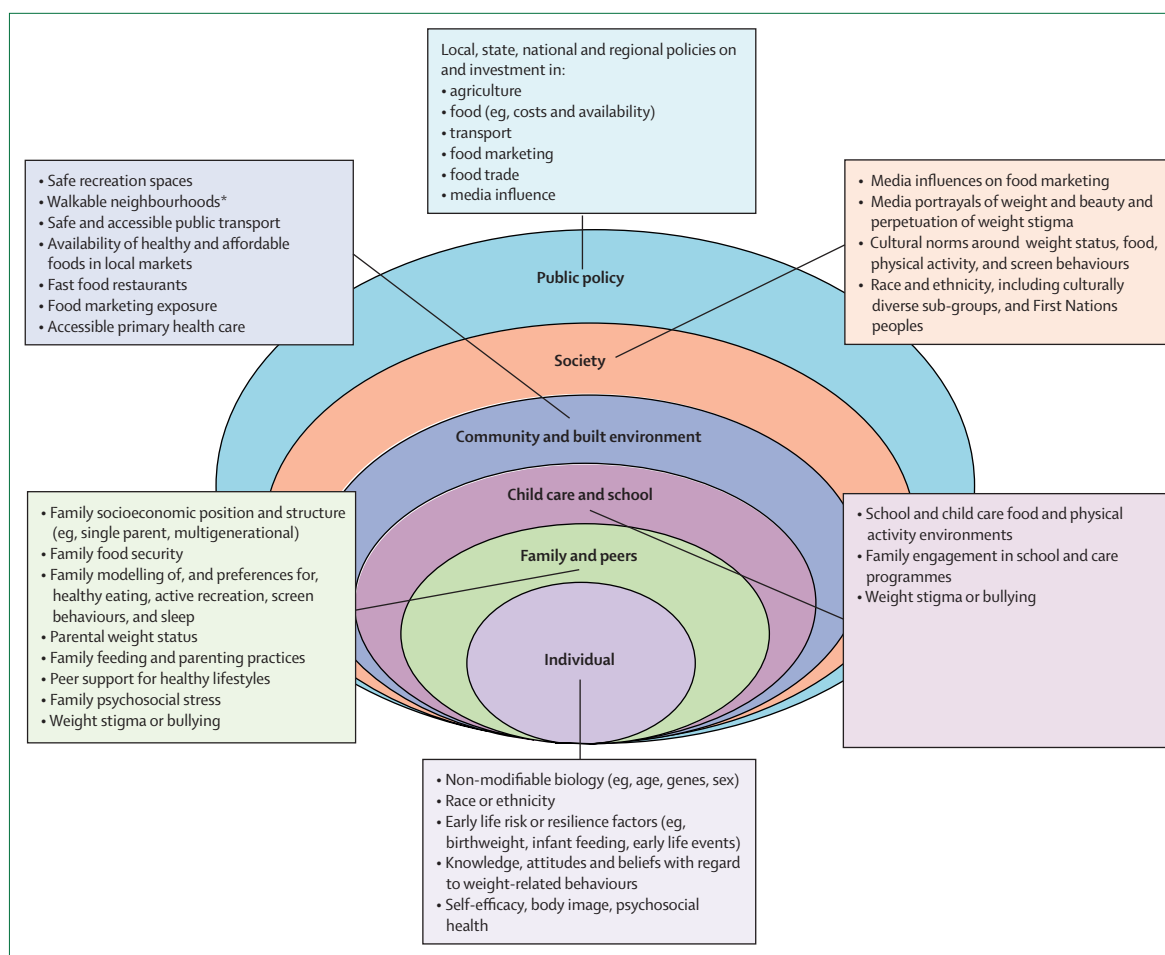 Local, state, national and regional policies on
and investment in:
• agriculture
• food (eg, costs and availability)
• transport
• food marketing
• food trade
• media influence
• Safe recreation spaces
• Walkable neighbourhoods*
• Safe and accessible public transport
• Availability of healthy and affordable
foods in local markets
• Fast food restaurants
• Food marketing exposure
• Accessible primary health care
• Media influences on food marketing
• Media portrayals of weight and beauty and
perpetuation of weight stigma
• Cultural norms around weight status, food,
physical activity, and screen behaviours
• Race and ethnicity, including culturally
diverse sub-groups, and First Nations
peoples
Public policy
Society
Community and built environment
Child care and school
Family and peers
Individual
• Family socioeconomic position and structure
(eg, single parent, multigenerational)
• Family food security
• Family modelling of, and preferences for,
healthy eating, active recreation, screen
behaviours, and sleep
• Parental weight status
• Family feeding and parenting practices
• Peer support for healthy lifestyles
• Family psychosocial stress
• Weight stigma or bullying
• School and child care food and physical
activity environments
• Family engagement in school and care
programmes
• Weight stigma or bullying
• Non-modifiable biology (eg, age, genes, sex)
• Race or ethnicity
• Early life risk or resilience factors (eg,
birthweight, infant feeding, early life events)
• Knowledge, attitudes and beliefs with regard
to weight-related behaviours
• Self-efficacy, body image, psychosocial
health